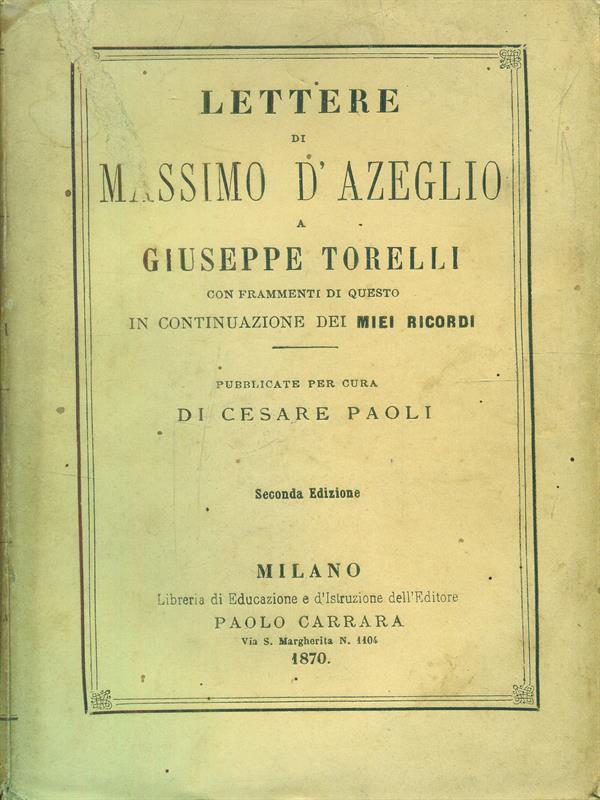 LETTERE
DI
MASSIMO D'AZEGLIO
A
GIUSEPPE TORELLI
CON FRAMMENTI DI QUESTO
IN CONTINUAZIONE DEI MIEI RICORDI
PUBBLICATE PER CURA
DI CESARE PAOLI
Seconda Edizione
MILANO
Libreria di Educazione e d'Istruzione dell'Editore
PAOLO CARRARA
Via S. Margherita N. 1104
1870.